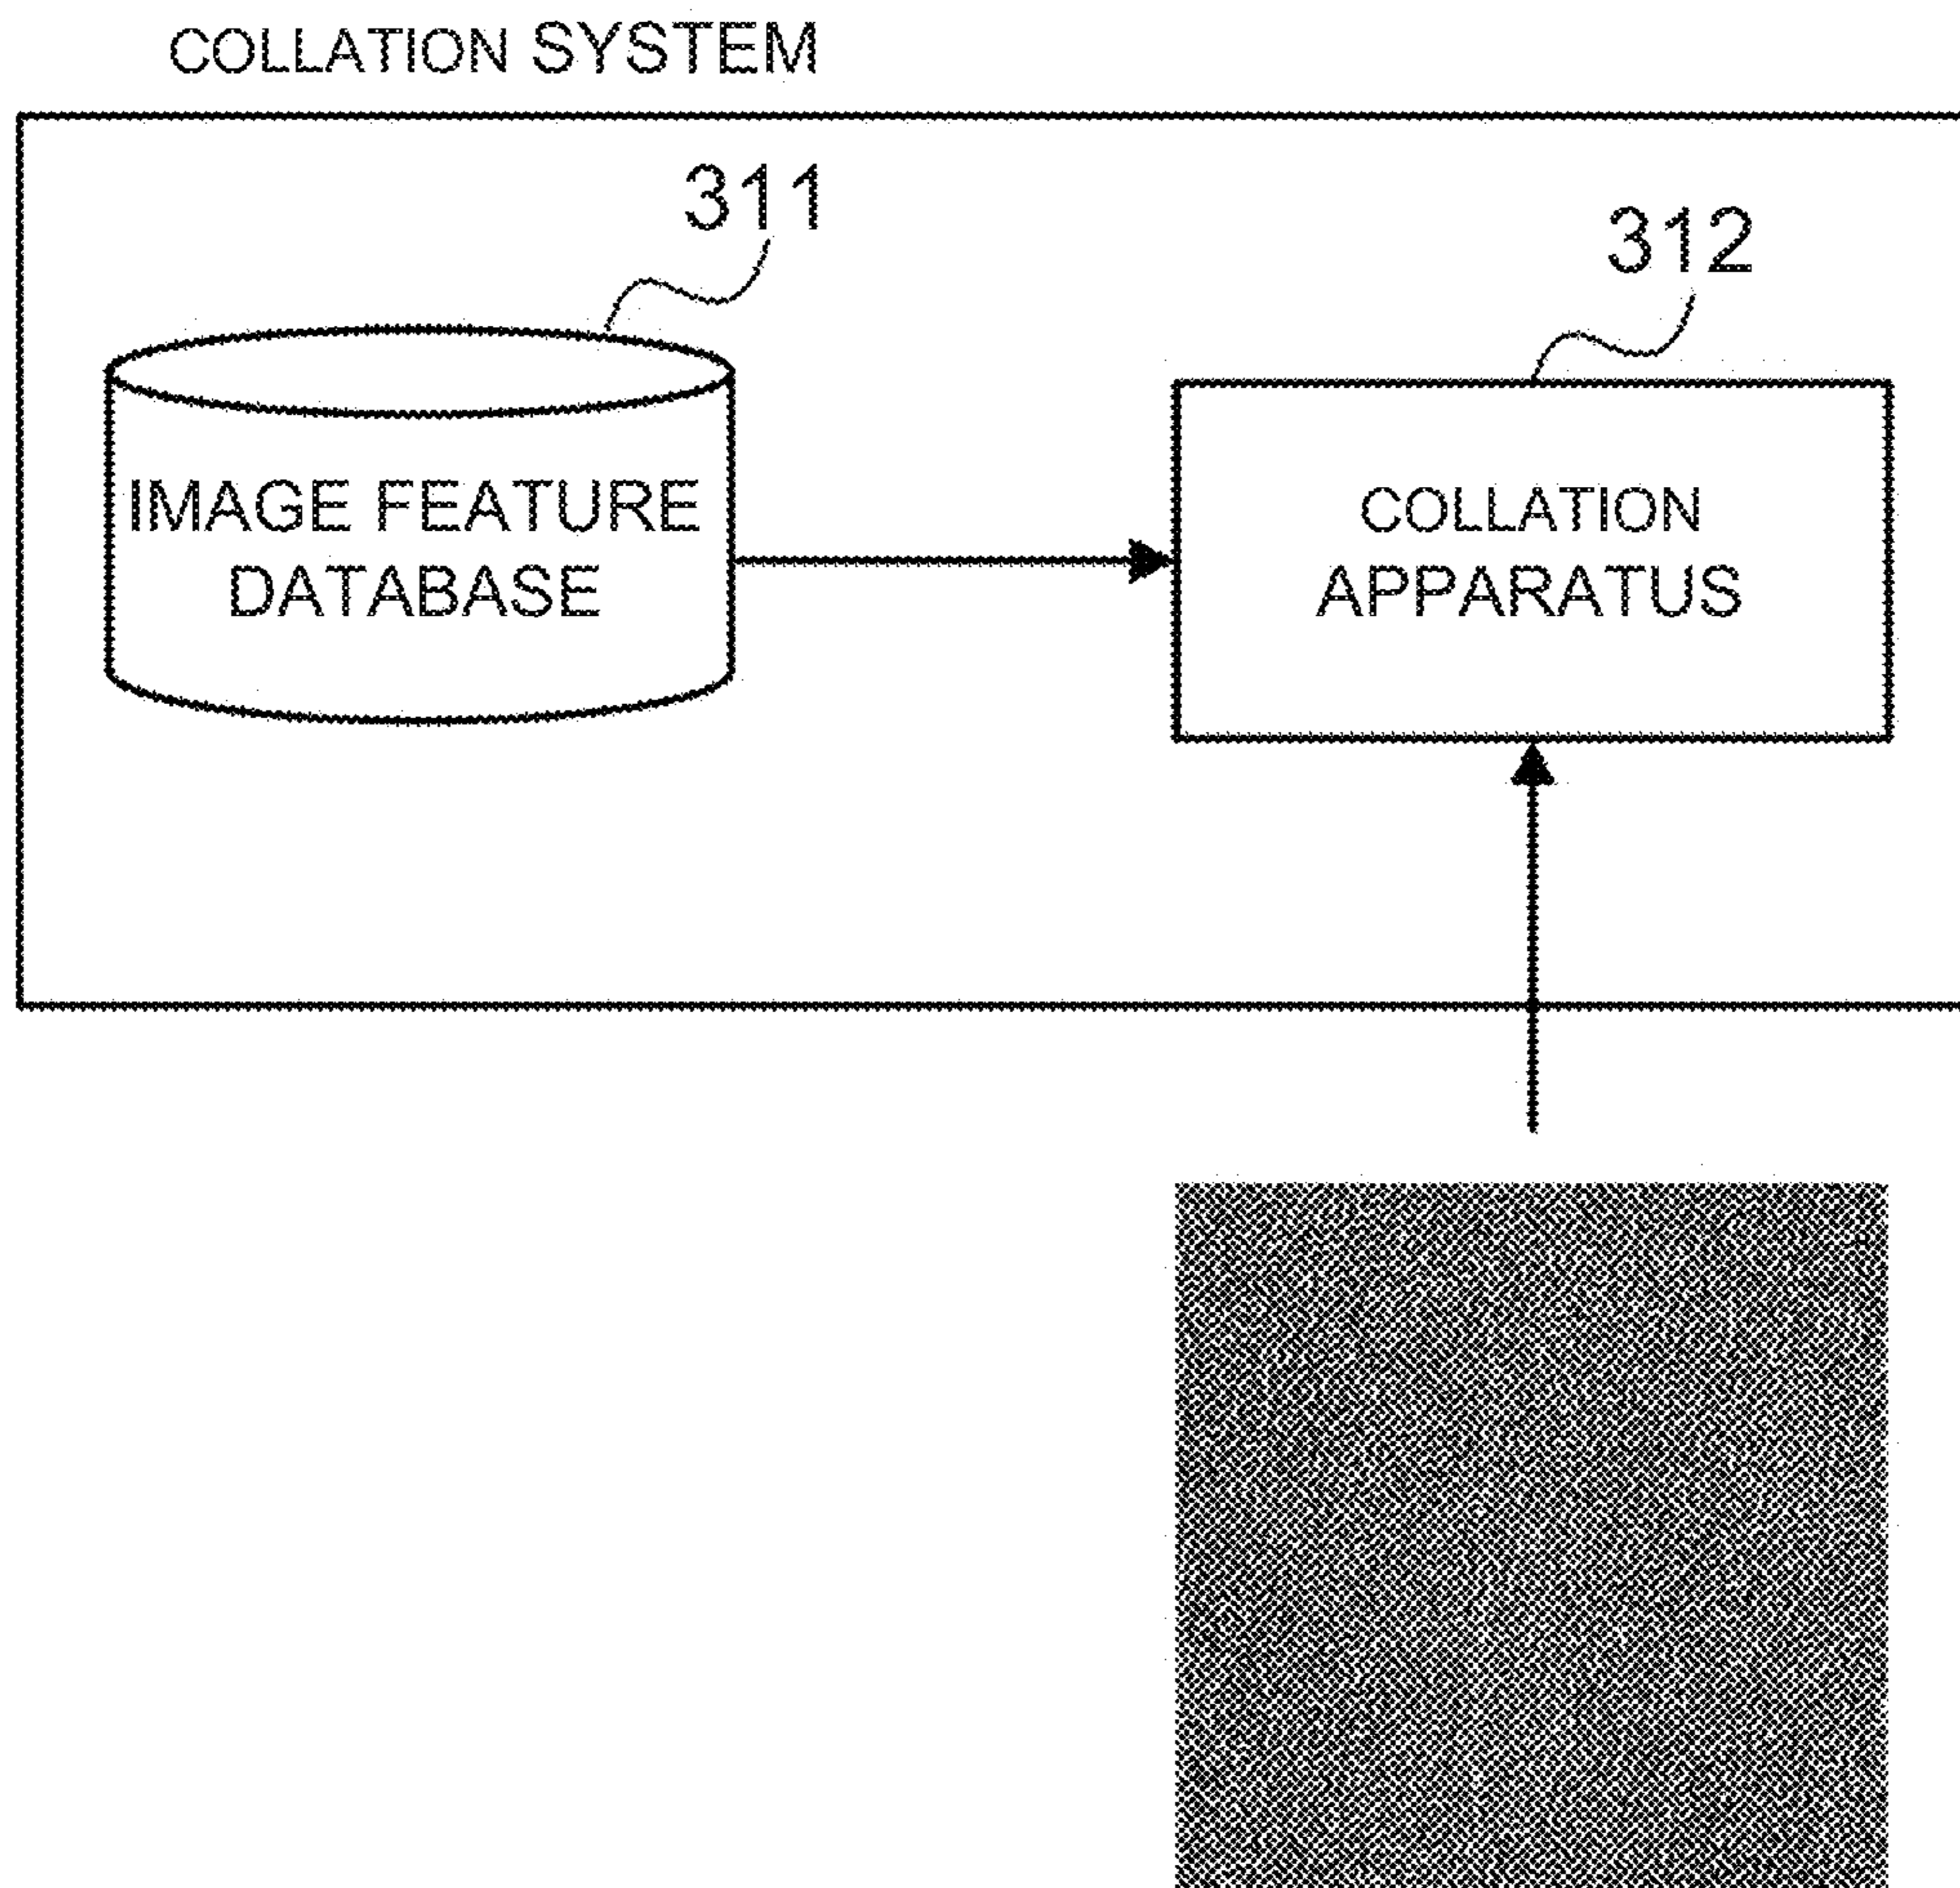 COLLATION SYSTEM
311
312
IMAGE FEATURE
DATABASE
COLLATION
APPARATUS